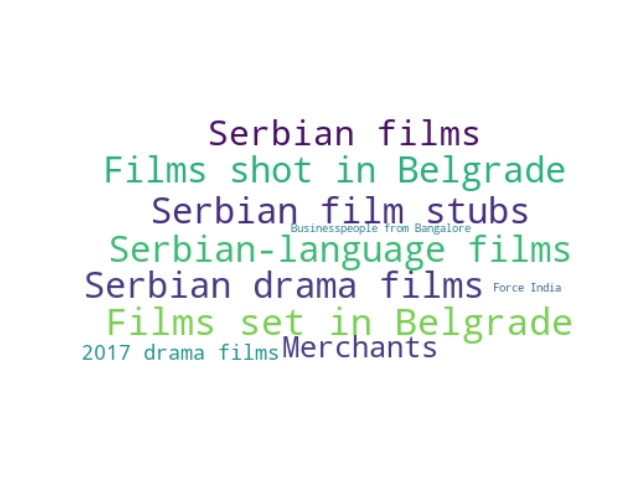 Serbian films
Films shot in Belgrade
Serbian film stubs
Businesspeople from Bangalore
Serbian-language films
Serbian drama films
Force India
Films set in Belgrade
2017 drama films
Merchants